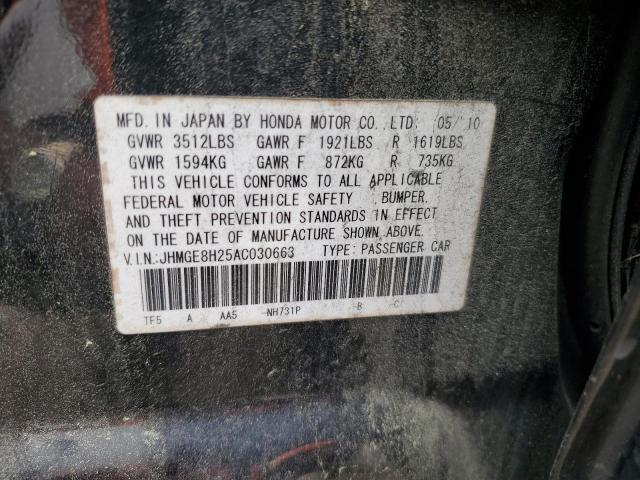 MFD. IN JAPAN BY HONDA MOTOR CO., LTD. 05/10
GVWR 3512LBS GAWR F 1921LBS R 1619LBS
GVWR 1594KG GAWR F 872KG R 735KG
THIS VEHICLE CONFORMS TO ALL APPLICABLE
FEDERAL MOTOR VEHICLE SAFETY, BUMPER,
AND THEFT PREVENTION STANDARDS IN EFFECT
ON THE DATE OF MANUFACTURE SHOWN ABOVE.
V.I.N.:JHMGE8H25AC030663 TYPE: PASSENGER CAR
TF5 A AA5 -NH731P -B -C